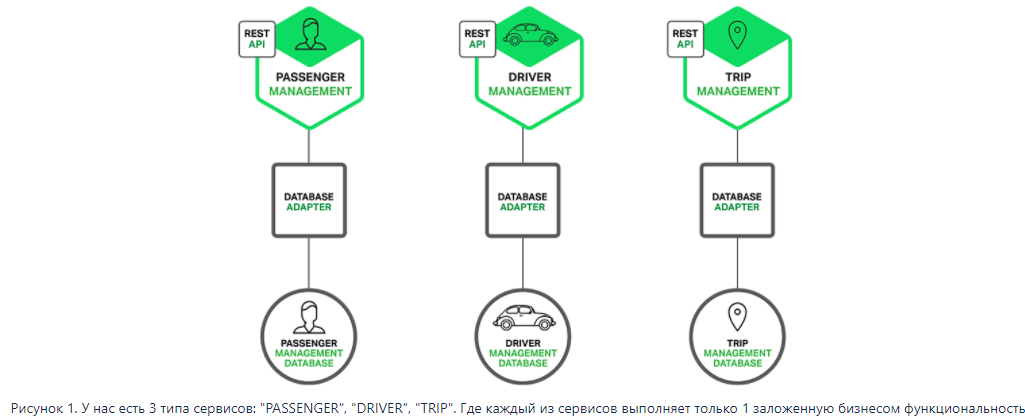 REST
API
PASSENGER
MANAGEMENT
REST
API
DRIVER
MANAGEMENT
REST
API
TRIP
MANAGEMENT
DATABASE
ADAPTER
DATABASE
ADAPTER
DATABASE
ADAPTER
PASSENGER
MANAGEMENT
DATABASE
DRIVER
MANAGEMENT
DATABASE
TRIP
MANAGEMENT
DATABASE
Рисунок 1. У нас есть 3 типа сервисов: "PASSENGER", "DRIVER", "TRIP". Где каждый из сервисов выполняет только 1 заложенную бизнесом функциональность